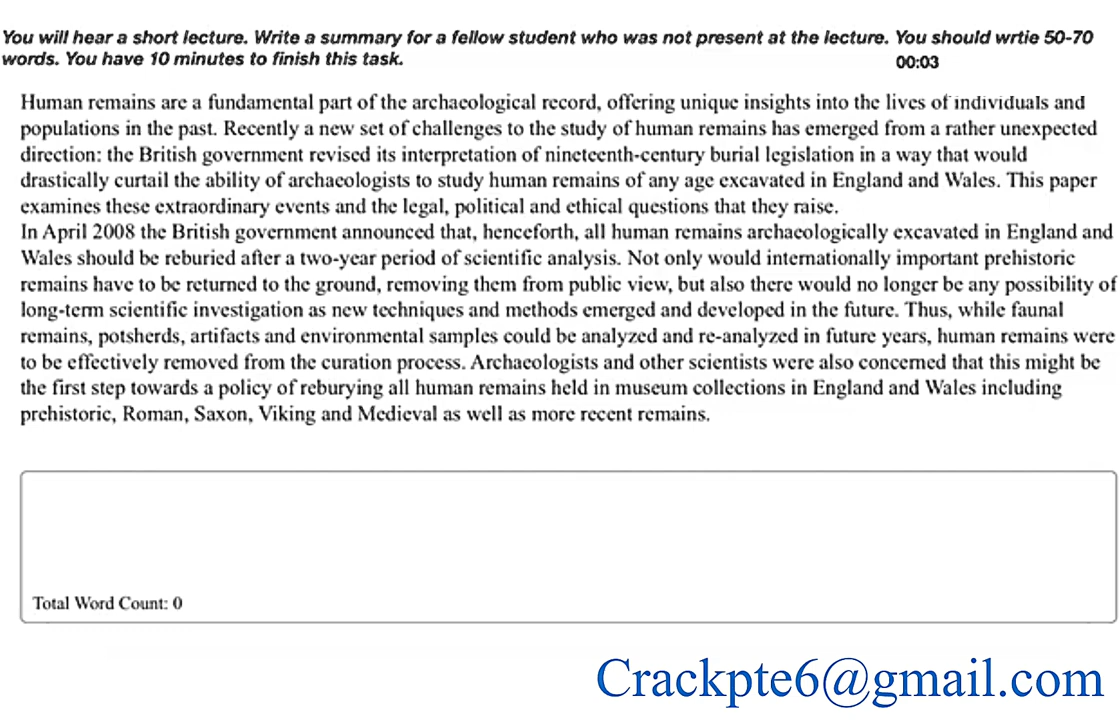 You will hear a short lecture. Write a summary for a fellow student who was not present at the lecture. You should wrtie 50-70
words. You have 10 minutes to finish this task.
00:03
Human remains are a fundamental part of the archaeological record, offering unique insights into the lives of individuals and
populations in the past. Recently a new set of challenges to the study of human remains has emerged from a rather unexpected
direction: the British government revised its interpretation of nineteenth-century burial legislation in a way that would
drastically curtail the ability of archaeologists to study human remains of any age excavated in England and Wales. This paper
examines these extraordinary events and the legal, political and ethical questions that they raise.
In April 2008 the British government announced that, henceforth, all human remains archaeologically excavated in England and
Wales should be reburied after a two-year period of scientific analysis. Not only would internationally important prehistoric
remains have to be returned to the ground, removing them from public view, but also there would no longer be any possibility of
long-term scientific investigation as new techniques and methods emerged and developed in the future. Thus, while faunal
remains, potsherds, artifacts and environmental samples could be analyzed and re-analyzed in future years, human remains were
to be effectively removed from the curation process. Archaeologists and other scientists were also concerned that this might be
the first step towards a policy of reburying all human remains held in museum collections in England and Wales including
prehistoric, Roman, Saxon, Viking and Medieval as well as more recent remains.
Total Word Count: 0
Crackpte6@gmail.com